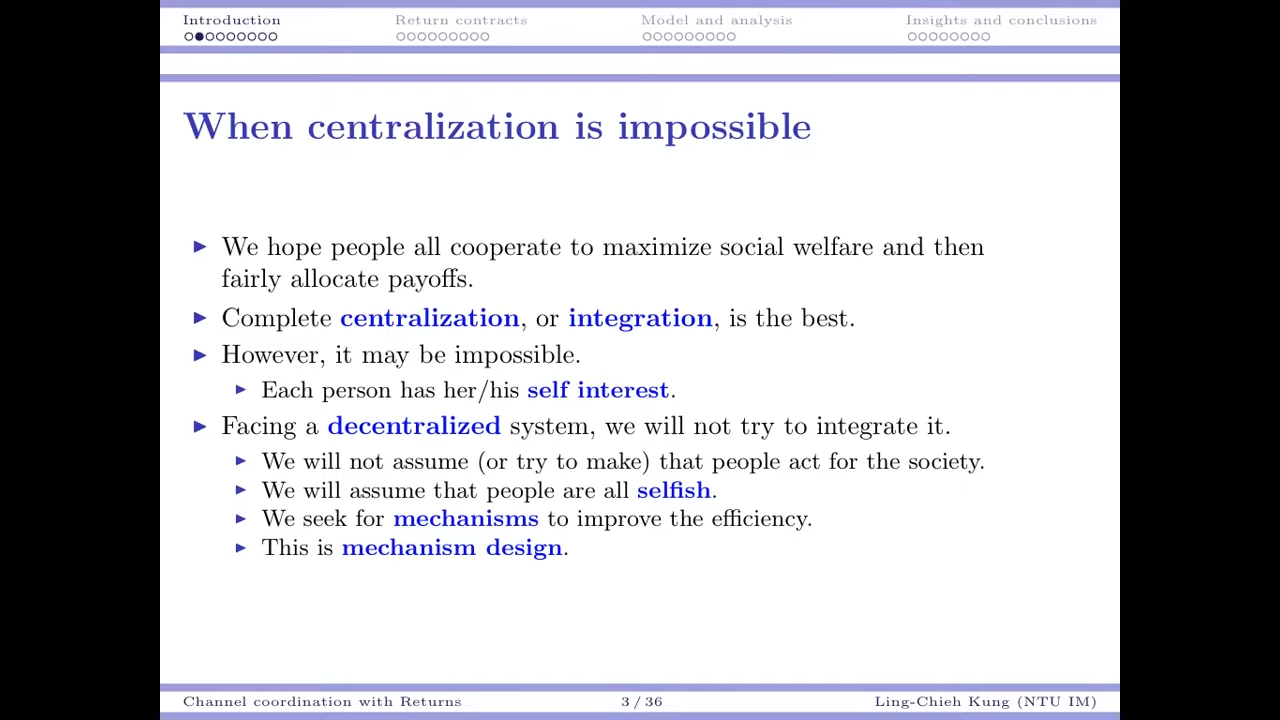 Introduction Return contracts Model and analysis Insights and conclusions
When centralization is impossible
We hope people all cooperate to maximize social welfare and then
fairly allocate payoffs.
Complete centralization, or integration, is the best.
However, it may be impossible.
Each person has her/his self interest.
Facing a decentralized system, we will not try to integrate it.
We will not assume (or try to make) that people act for the society.
We will assume that people are all selfish.
We seek for mechanisms to improve the efficiency.
This is mechanism design.
Channel coordination with Returns 3 / 36 Ling-Chieh Kung (NTU IM)